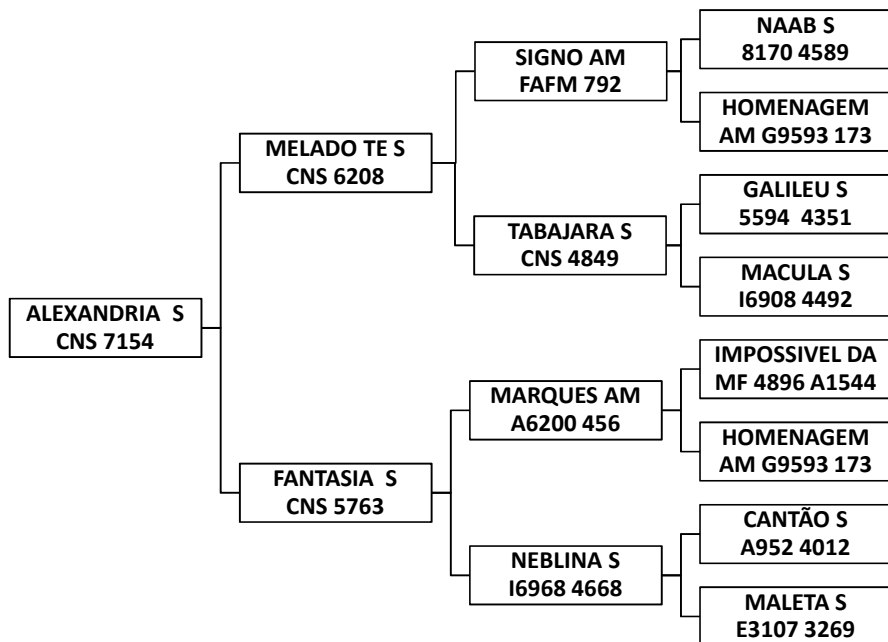 NAAB S
8170 4589
SIGNO AM
FAFM 792
HOMENAGEM
AM G9593 173
MELADO TE S
CNS 6208
GALILEU S
5594 4351
TABAJARA S
CNS 4849
MACULA S
I6908 4492
ALEXANDRIA S
CNS 7154
IMPOSSIVEL DA
MF 4896 A1544
MARQUES AM
A6200 456
HOMENAGEM
AM G9593 173
FANTASIA S
CNS 5763
CANTÃO S
A952 4012
NEBLINA S
I6968 4668
MALETA S
E3107 3269